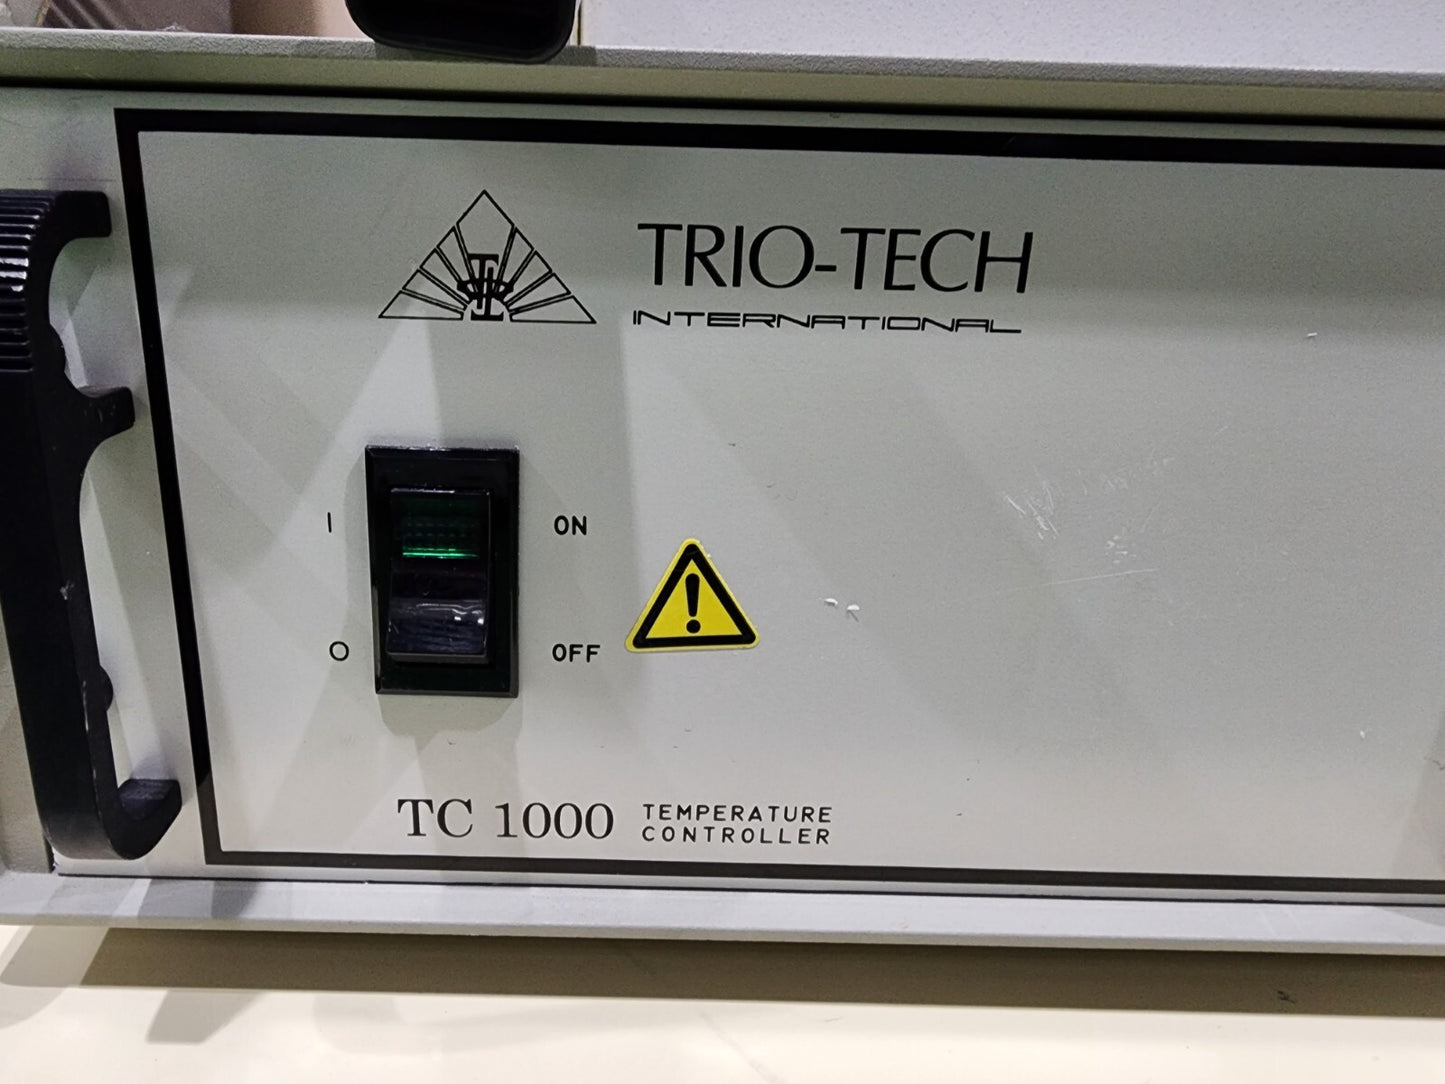 TRIO-TECH
INTERNATIONAL
I ON
O OFF
TC 1000 TEMPERATURE
CONTROLLER